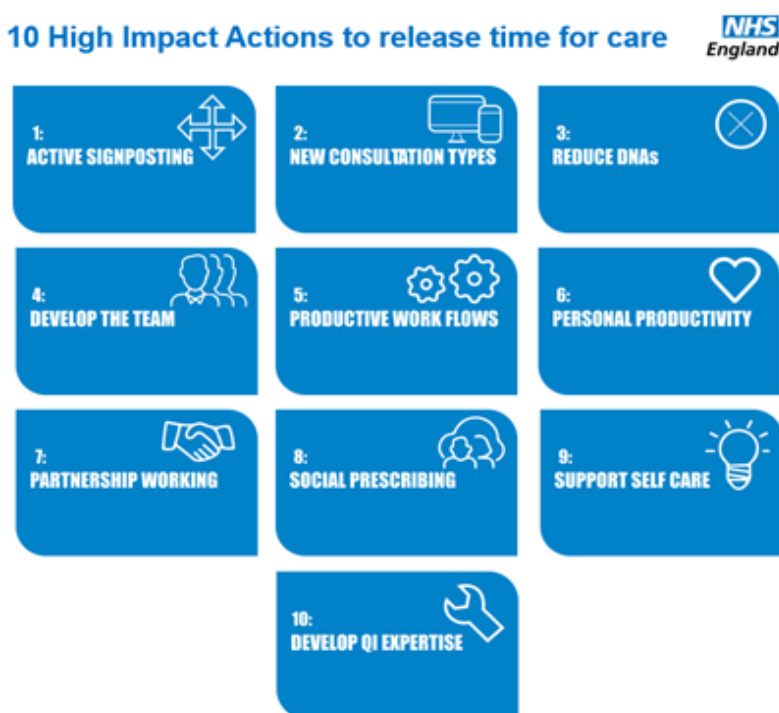 10 High Impact Actions to release time for care
NHS
England
1:
ACTIVE SIGNPOSTING
2:
NEW CONSULTATION TYPES
3:
REDUCE DNAs
4:
DEVELOP THE TEAM
5:
PRODUCTIVE WORK FLOWS
6:
PERSONAL PRODUCTIVITY
7:
PARTNERSHIP WORKING
8:
SOCIAL PRESCRIBING
9:
SUPPORT SELF CARE
10:
DEVELOP QI EXPERTISE